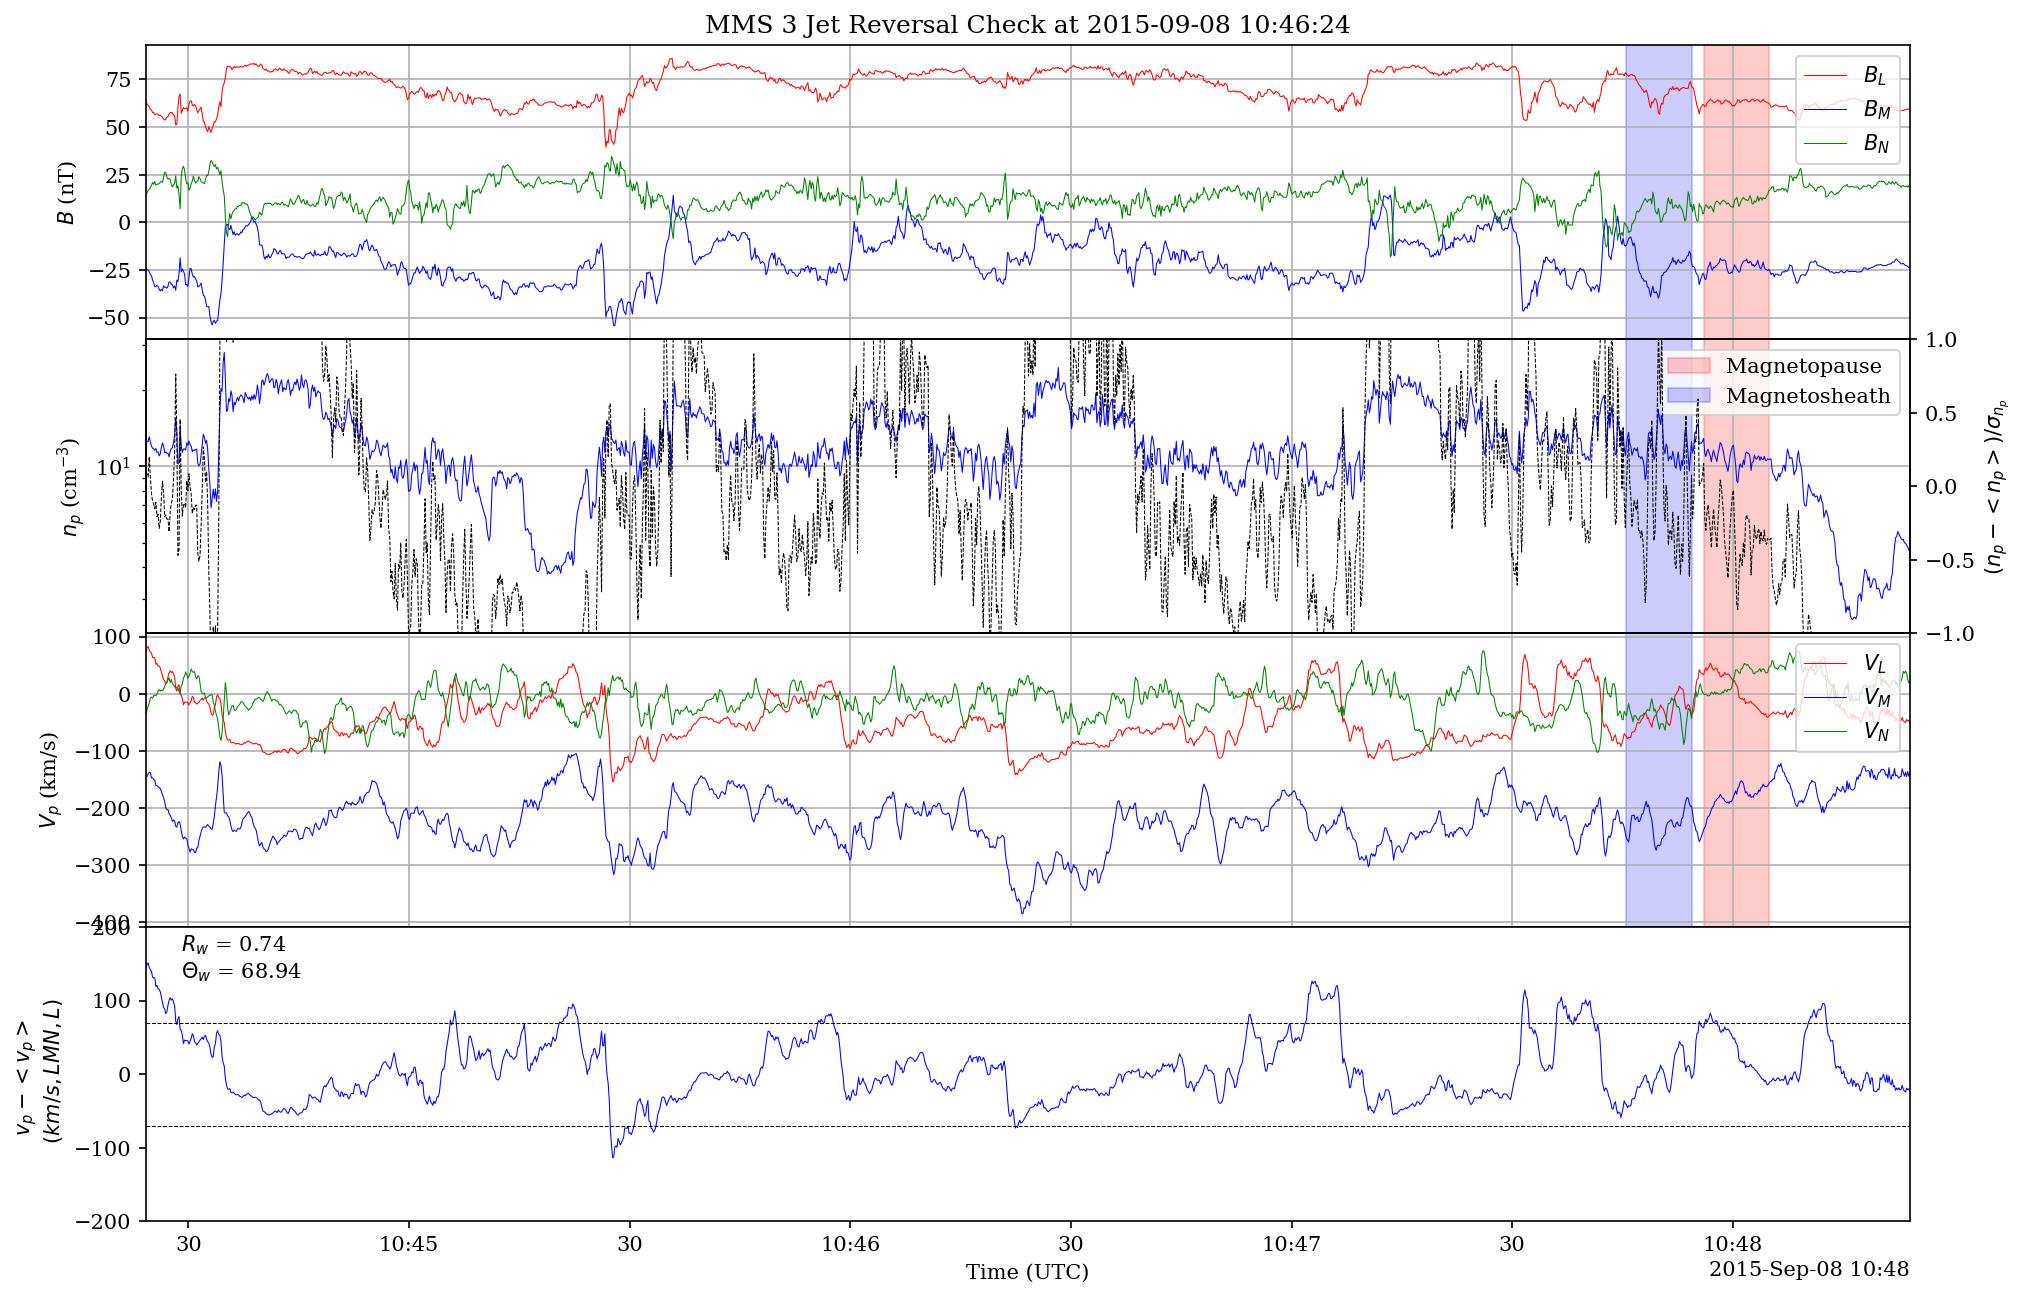 MMS 3 Jet Reversal Check at 2015-09-08 10:46:24
75
50
25
0
−25
−50
B (nT)
B_L
B_M
B_N
10^1
n_p (cm^−3)
1.0
0.5
0.0
−0.5
−1.0
(n_p − < n_p >)/σ_{n_p}
Magnetopause
Magnetosheath
100
0
−100
−200
−300
−400
V_p (km/s)
V_L
V_M
V_N
200
100
0
−100
−200
v_p − < v_p >
(km/s, LMN, L)
R_w = 0.74
Θ_w = 68.94
30
10:45
30
10:46
30
10:47
30
10:48
Time (UTC)
2015-Sep-08 10:48